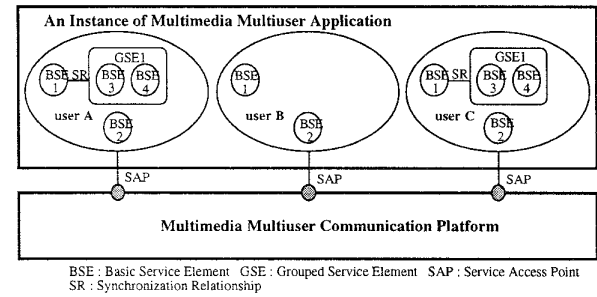 An Instance of Multimedia Multiuser Application
GSE1
BSE 1 SR BSE 3 BSE 4
user A
BSE 2
BSE 1
user B
BSE 2
GSE1
BSE 1 SR BSE 3 BSE 4
user C
BSE 2
SAP SAP SAP
Multimedia Multiuser Communication Platform
BSE : Basic Service Element GSE : Grouped Service Element SAP : Service Access Point
SR : Synchronization Relationship